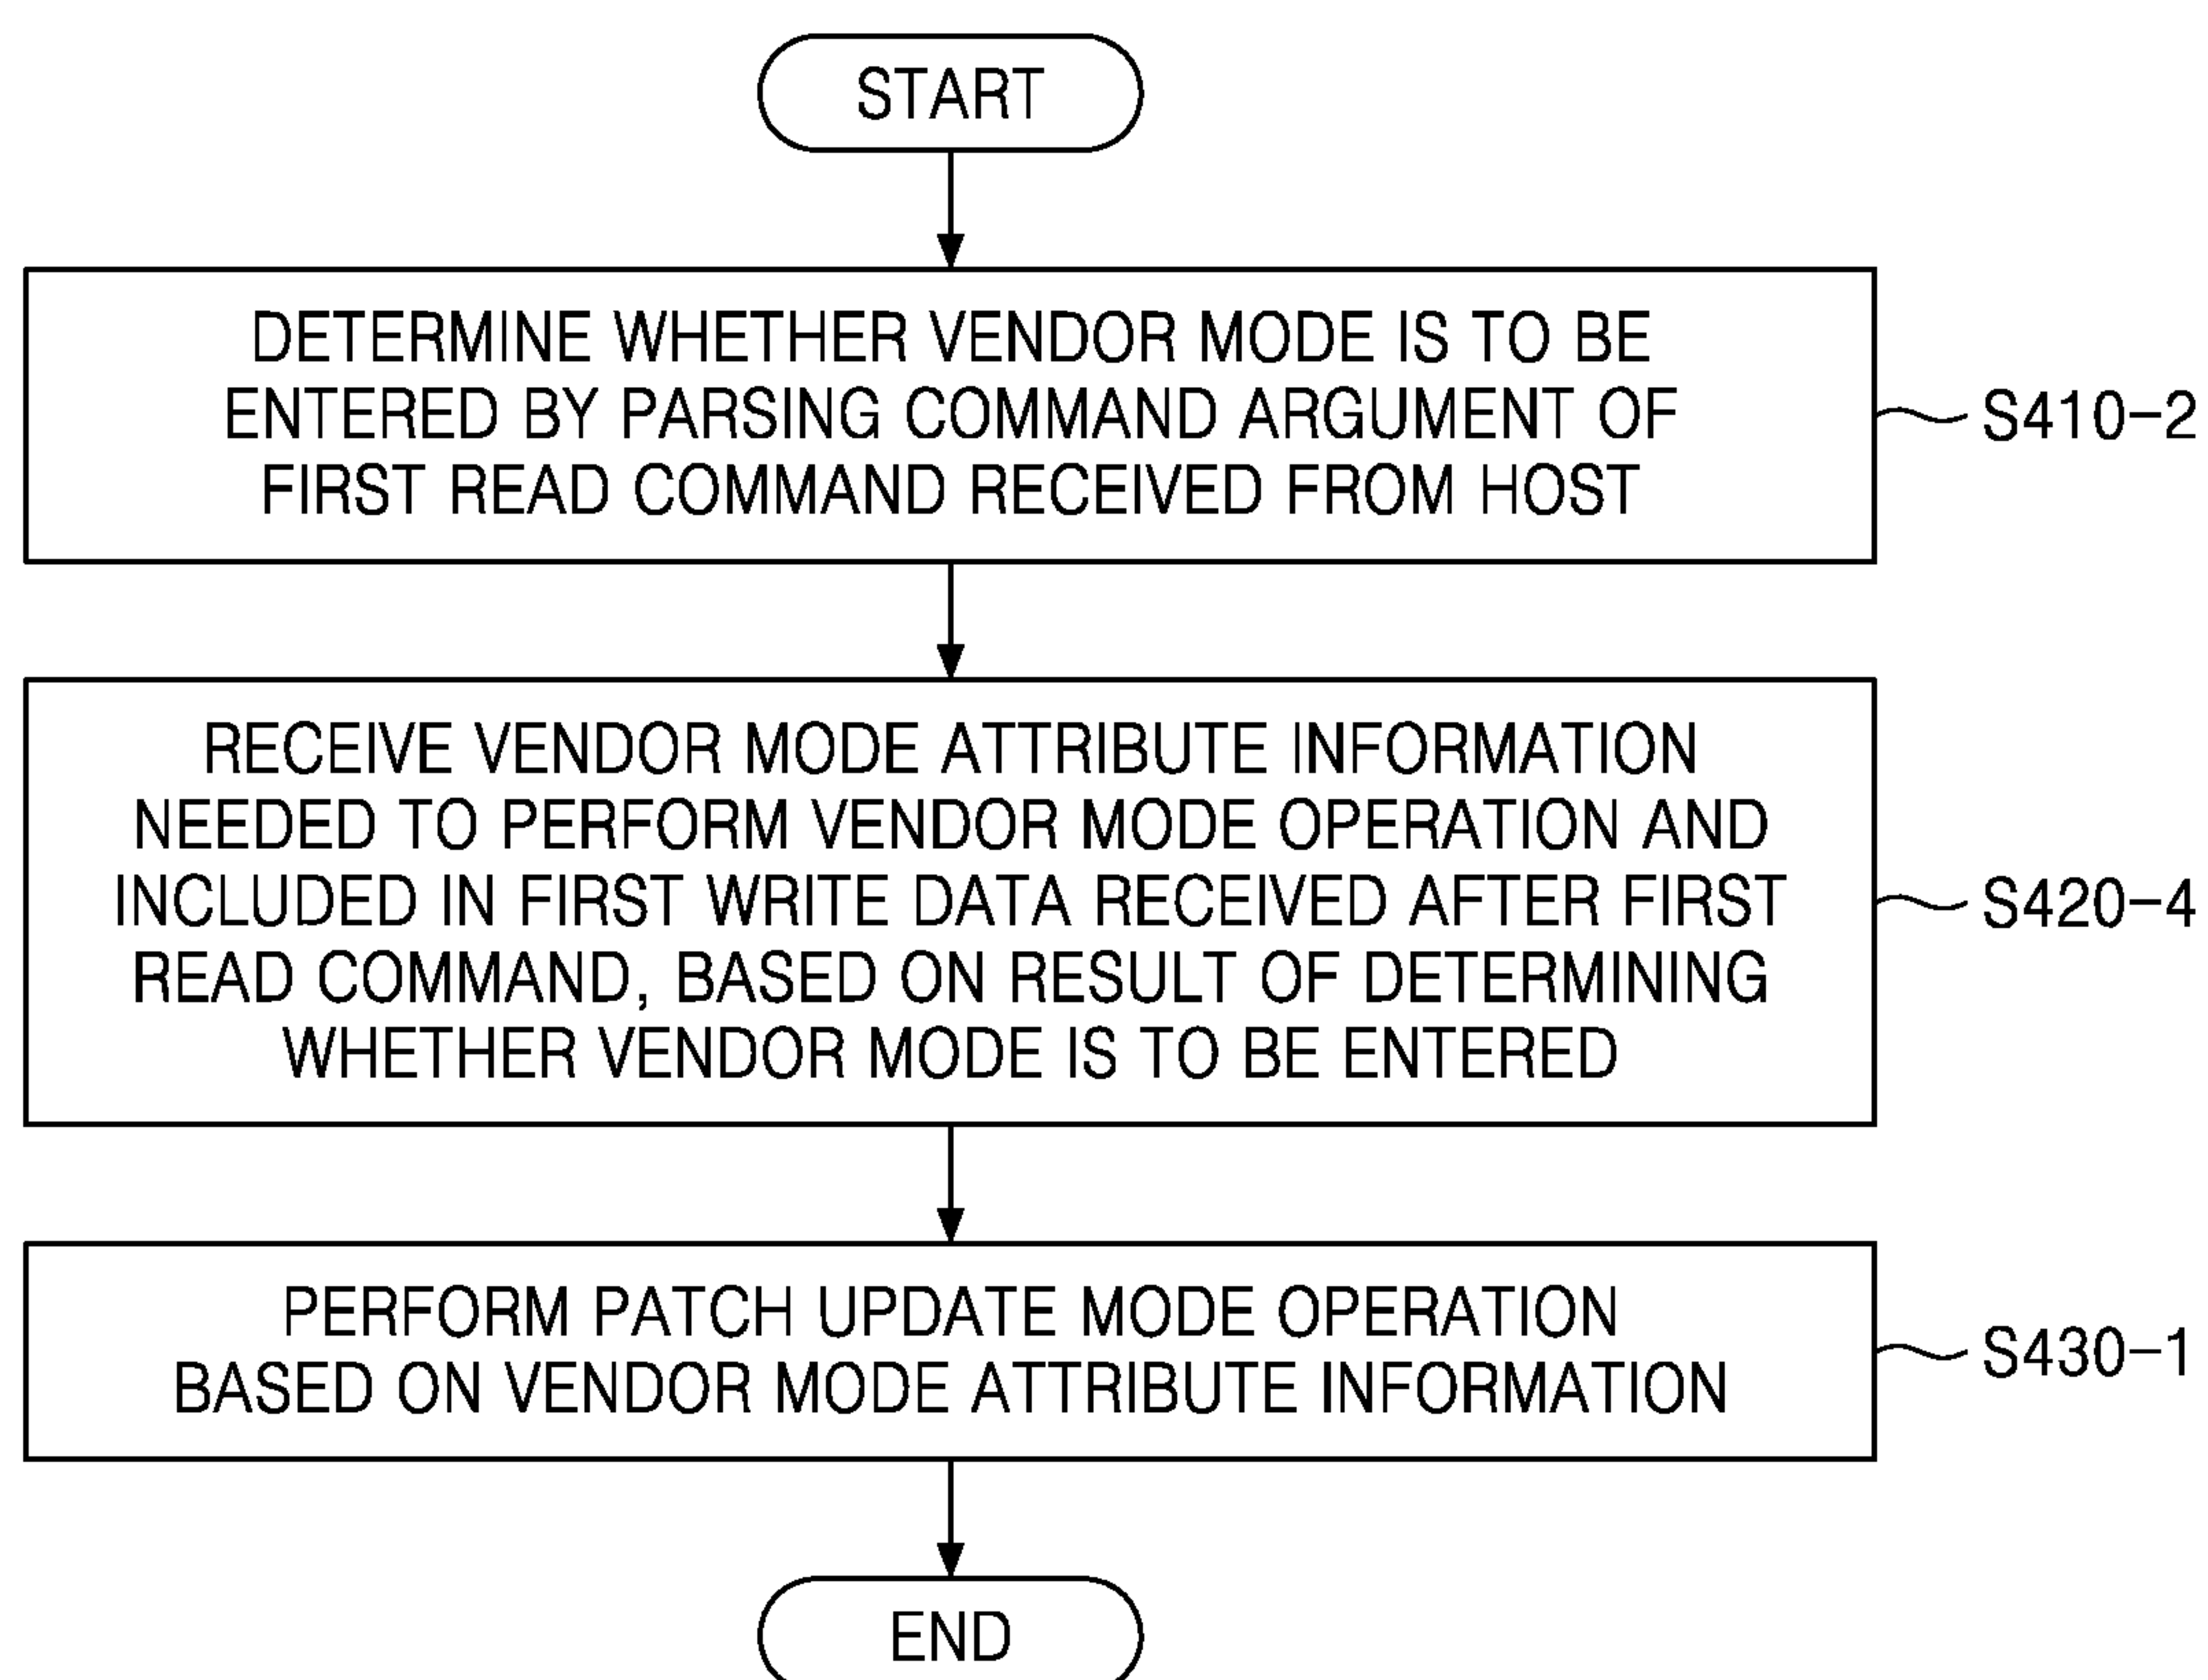 START
DETERMINE WHETHER VENDOR MODE IS TO BE
ENTERED BY PARSING COMMAND ARGUMENT OF
FIRST READ COMMAND RECEIVED FROM HOST
S410-2
RECEIVE VENDOR MODE ATTRIBUTE INFORMATION
NEEDED TO PERFORM VENDOR MODE OPERATION AND
INCLUDED IN FIRST WRITE DATA RECEIVED AFTER FIRST
READ COMMAND, BASED ON RESULT OF DETERMINING
WHETHER VENDOR MODE IS TO BE ENTERED
S420-4
PERFORM PATCH UPDATE MODE OPERATION
BASED ON VENDOR MODE ATTRIBUTE INFORMATION
S430-1
END